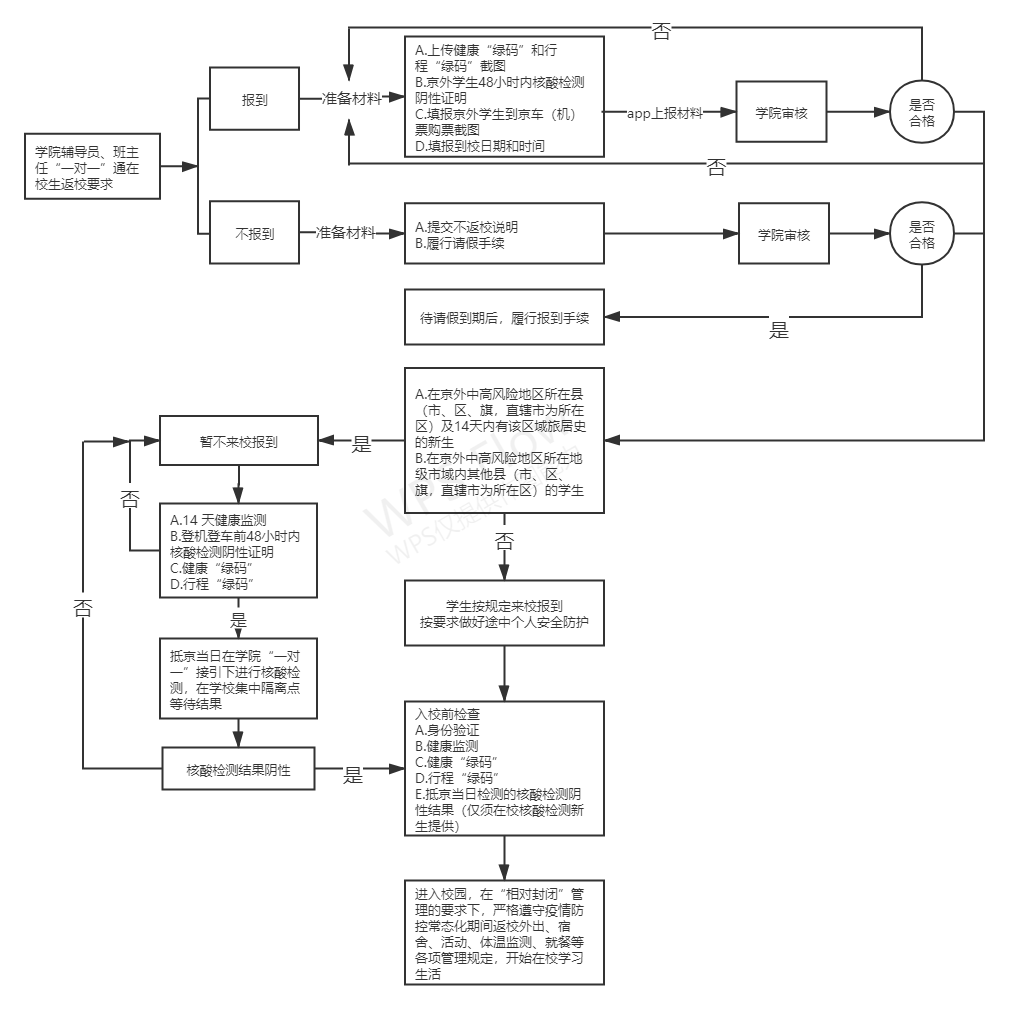 否
A.上传健康“绿码”和行
程“绿码”截图
B.京外学生48小时内核酸检测
阴性证明
C.填报京外学生到京车（机）
票购票截图
D.填报到校日期和时间
报到
准备材料
app上报材料
学院审核
是否
合格
学院辅导员、班主
任“一对一”通在
校生返校要求
否
不报到
准备材料
A.提交不返校说明
B.履行请假手续
学院审核
是否
合格
待请假到期后，履行报到手续
是
A.在京外中高风险地区所在县
（市、区、旗，直辖市为所在
区）及14天内有该区域旅居史
的新生
B.在京外中高风险地区所在地
级市域内其他县（市、区、
旗，直辖市为所在区）的学生
是
暂不来校报到
否
A.14 天健康监测
B.登机登车前48小时内
核酸检测阴性证明
C.健康“绿码”
D.行程“绿码”
否
学生按规定来校报到
按要求做好途中个人安全防护
否
是
抵京当日在学院“一对
一”接引下进行核酸检
测，在学校集中隔离点
等待结果
核酸检测结果阴性
是
入校前检查
A.身份验证
B.健康监测
C.健康“绿码”
D.行程“绿码”
E.抵京当日检测的核酸检测阴
性结果（仅须在校核酸检测新
生提供）
进入校园，在“相对封闭”管
理的要求下，严格遵守疫情防
控常态化期间返校外出、宿
舍、活动、体温监测、就餐等
各项管理规定，开始在校学习
生活